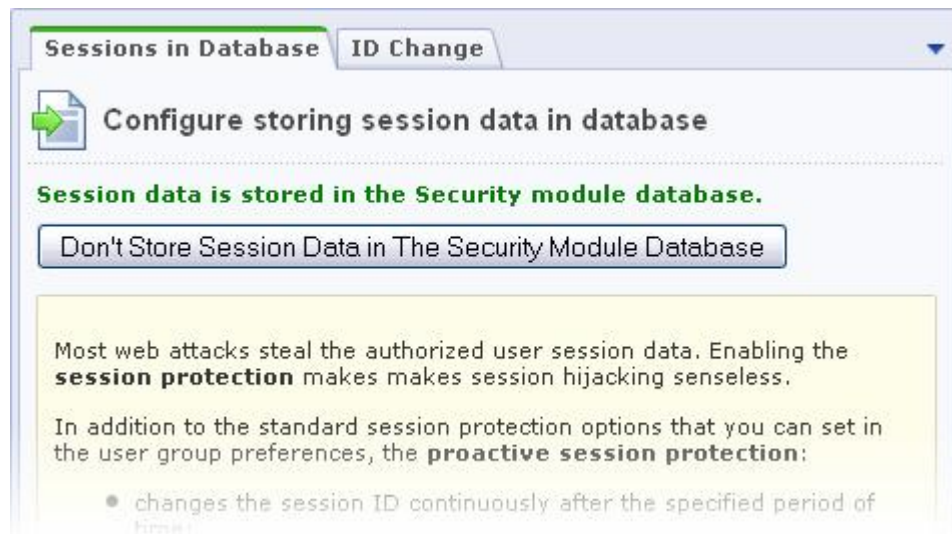 Sessions in Database
ID Change
Configure storing session data in database
Session data is stored in the Security module database.
Don't Store Session Data in The Security Module Database
Most web attacks steal the authorized user session data. Enabling the
session protection makes makes session hijacking senseless.
In addition to the standard session protection options that you can set in
the user group preferences, the proactive session protection:
• changes the session ID continuously after the specified period of
time;